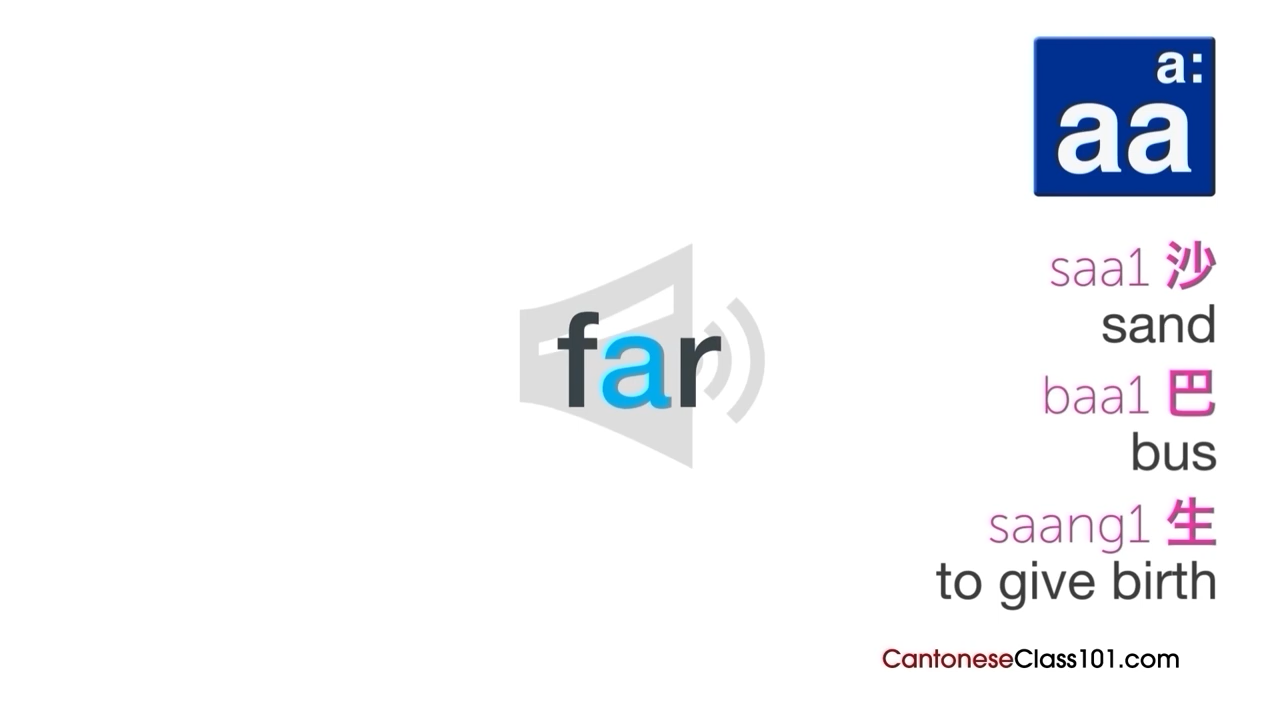 a:
aa
far
saa1 沙
sand
baa1 巴
bus
saang1 生
to give birth
CantoneseClass101.com